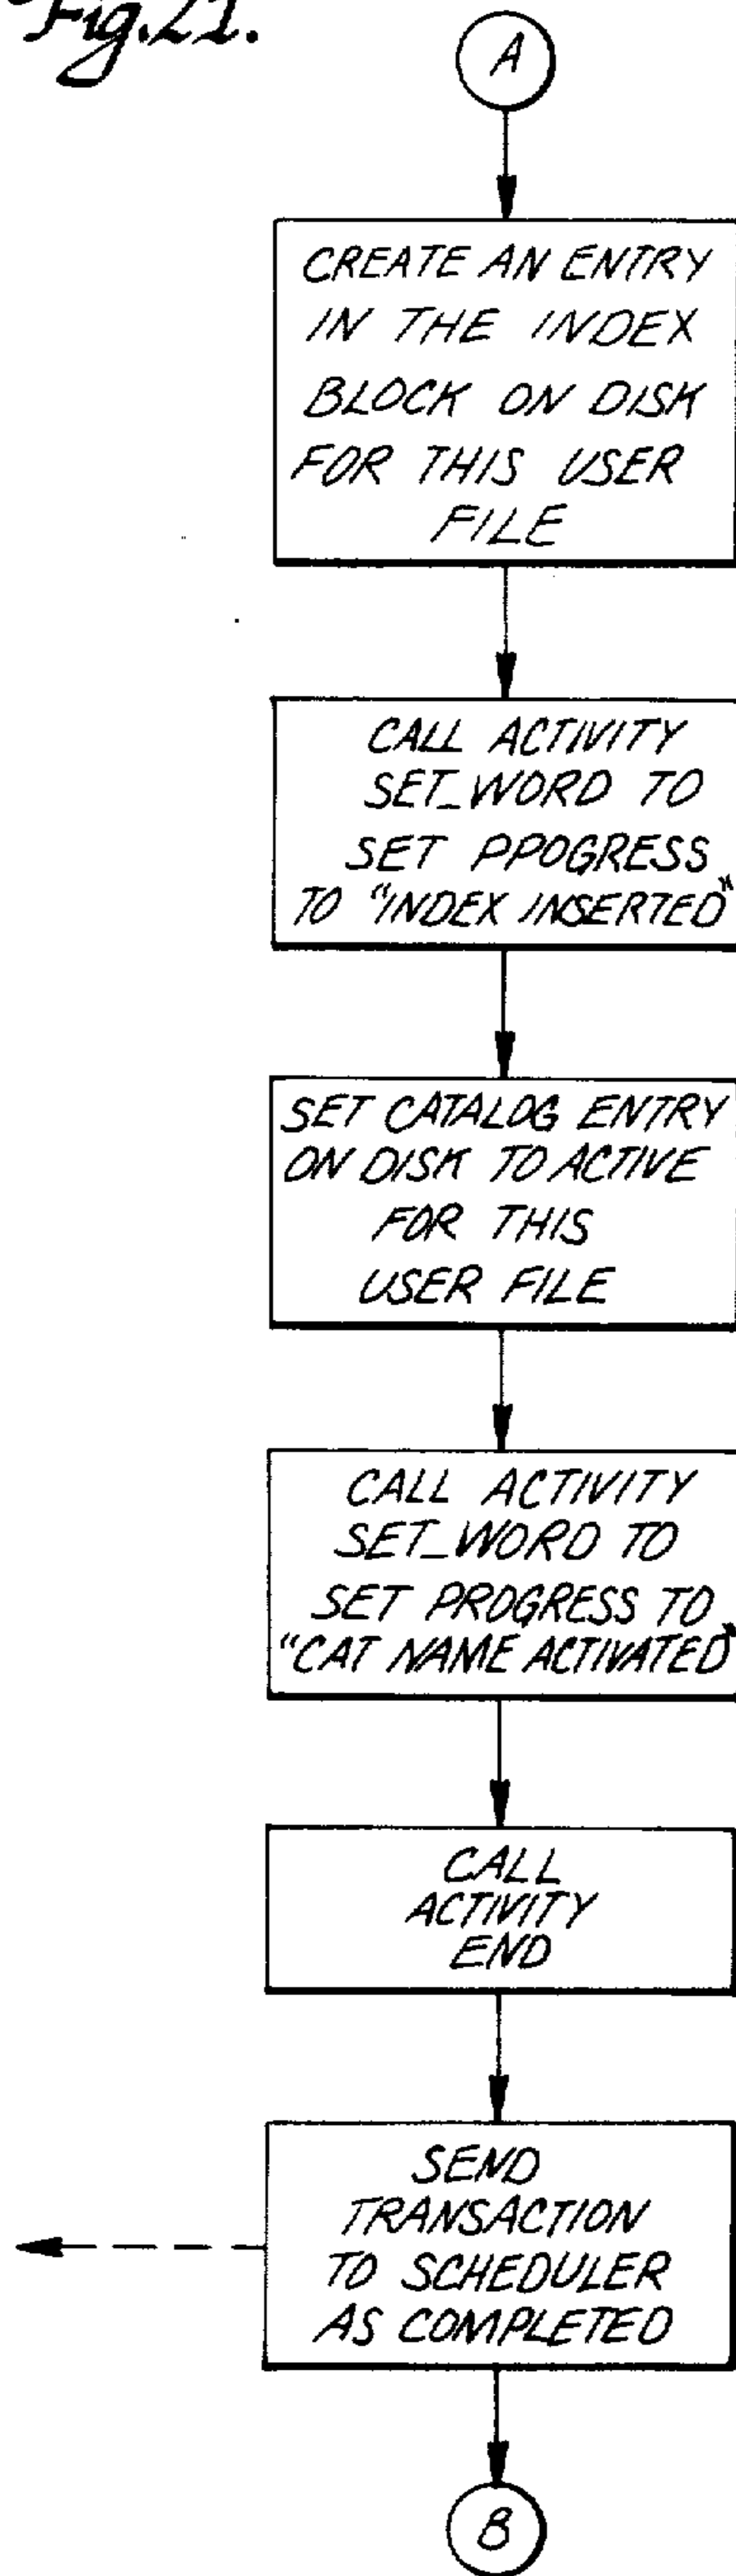 Fig.21.
A
CREATE AN ENTRY
IN THE INDEX
BLOCK ON DISK
FOR THIS USER
FILE
CALL ACTIVITY
SET_WORD TO
SET PPOGRESS
TO "INDEX INSERTED"
SET CATALOG ENTRY
ON DISK TO ACTIVE
FOR THIS
USER FILE
CALL ACTIVITY
SET_WORD TO
SET PROGRESS TO
"CAT NAME ACTIVATED"
CALL
ACTIVITY
END
SEND
TRANSACTION
TO SCHEDULER
AS COMPLETED
B